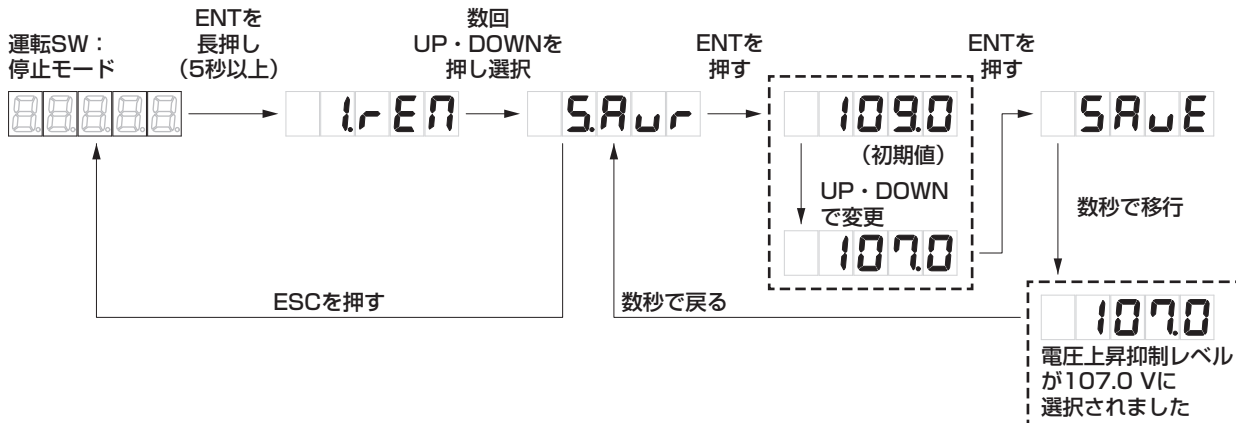 運転SW：
停止モード
ENTを
長押し
（5秒以上）
1.rEM
数回
UP・DOWNを
押し選択
5.Avr
ENTを
押す
109.0
（初期値）
UP・DOWN
で変更
107.0
ENTを
押す
SAvE
数秒で移行
107.0
電圧上昇抑制レベル
が107.0 Vに
選択されました
数秒で戻る
ESCを押す